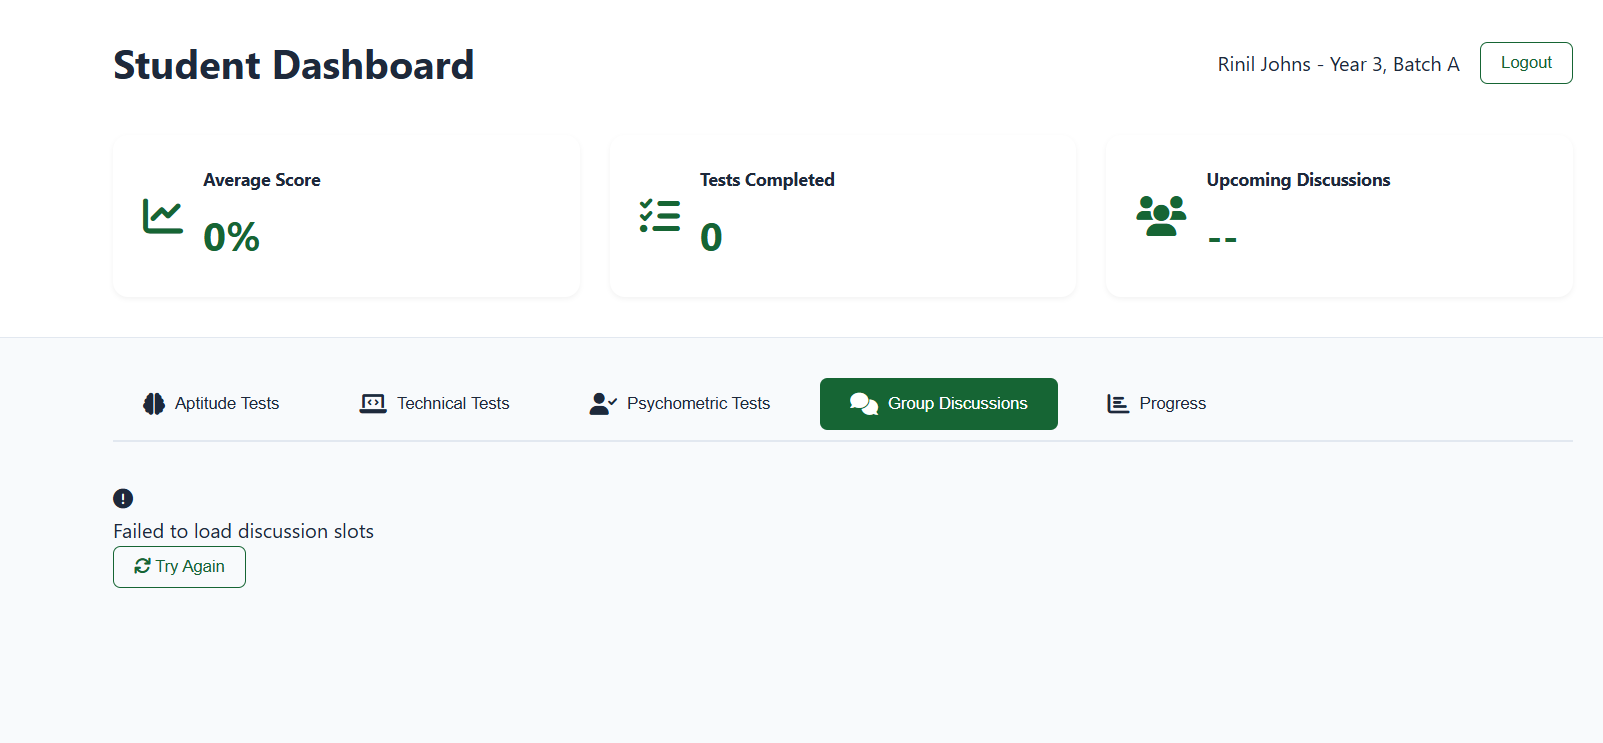 Student Dashboard
Rinil Johns - Year 3, Batch A
Logout
Average Score
0%
Tests Completed
0
Upcoming Discussions
--
Aptitude Tests
Technical Tests
Psychometric Tests
Group Discussions
Progress
Failed to load discussion slots
Try Again